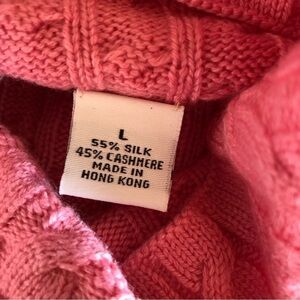 L
55% SILK
45% CASHMERE
MADE IN
HONG KONG